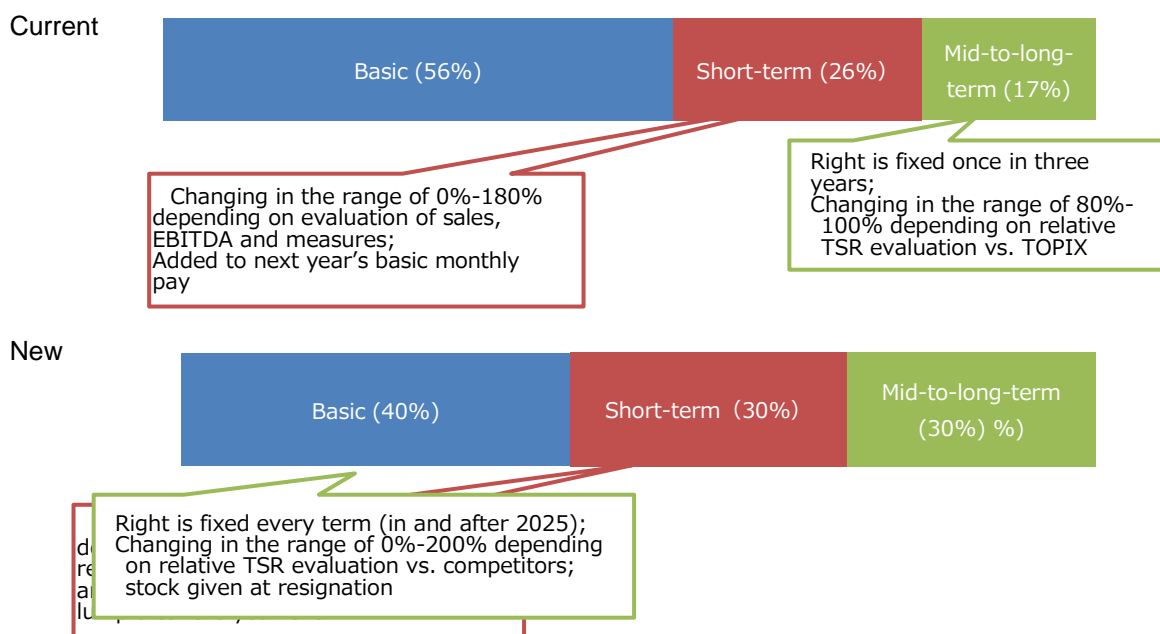 Current
Basic (56%)
Short-term (26%)
Mid-to-long-
term (17%)
Changing in the range of 0%-180%
depending on evaluation of sales,
EBITDA and measures;
Added to next year's basic monthly
pay
Right is fixed once in three
years;
Changing in the range of 80%-
100% depending on relative
TSR evaluation vs. TOPIX
New
Basic (40%)
Short-term（30%)
Mid-to-long-term
(30%) %)
Right is fixed every term (in and after 2025);
Changing in the range of 0%-200% depending
on relative TSR evaluation vs. competitors;
stock given at resignation